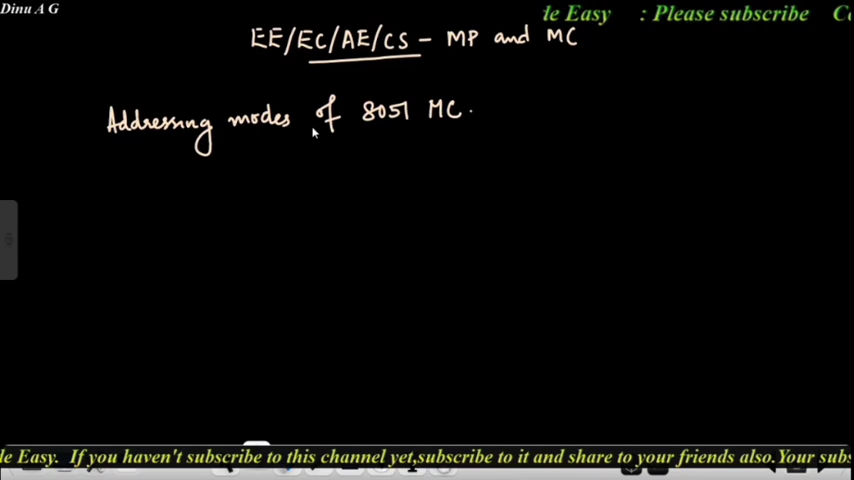 Dinu A G
le Easy : Please subscribe
EE/EC/AE/CS - MP and MC
Addressing modes of 8051 MC.
le Easy. If you haven't subscribe to this channel yet,subscribe to it and share to your friends also.Your subs